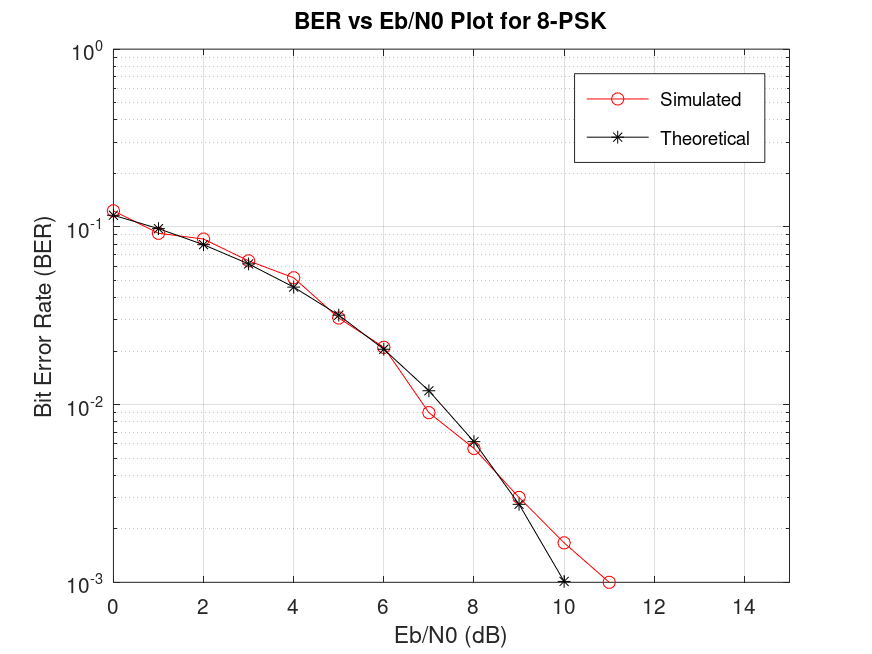 BER vs Eb/N0 Plot for 8-PSK
10^0
10^-1
10^-2
10^-3
Bit Error Rate (BER)
Simulated
Theoretical
0 2 4 6 8 10 12 14
Eb/N0 (dB)